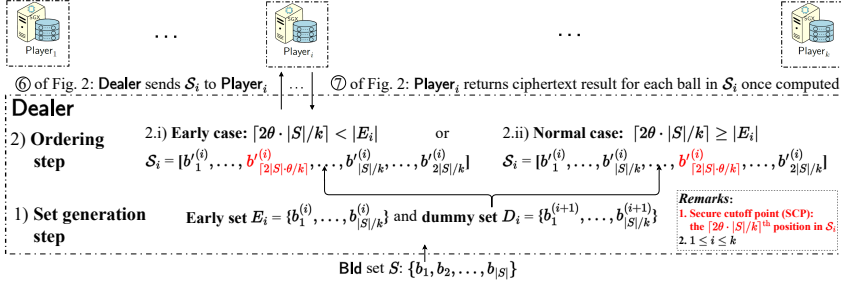 SGX SGX SGX
Player₁ ... Playerᵢ ... Playerₖ
⑥ of Fig. 2: Dealer sends 𝒮ᵢ to Playerᵢ ... ⑦ of Fig. 2: Playerᵢ returns ciphertext result for each ball in 𝒮ᵢ once computed
Dealer
2) Ordering step
2.i) Early case: ⌈2θ · |S|/k⌉ < |Eᵢ| or 2.ii) Normal case: ⌈2θ · |S|/k⌉ ≥ |Eᵢ|
𝒮ᵢ = [b′₁⁽ⁱ⁾, . . . , b′⁽ⁱ⁾_{⌈2|S|·θ/k⌉}, . . . , b′⁽ⁱ⁾_{|S|/k}, . . . , b′⁽ⁱ⁾_{2|S|/k}] 𝒮ᵢ = [b′₁⁽ⁱ⁾, . . . , b′⁽ⁱ⁾_{|S|/k}, . . . , b′⁽ⁱ⁾_{⌈2|S|·θ/k⌉}, . . . , b′⁽ⁱ⁾_{2|S|/k}]
1) Set generation step
Early set Eᵢ = {b₁⁽ⁱ⁾, . . . , b⁽ⁱ⁾_{|S|/k}} and dummy set Dᵢ = {b₁⁽ⁱ⁺¹⁾, . . . , b⁽ⁱ⁺¹⁾_{|S|/k}}
Remarks:
1. Secure cutoff point (SCP):
the ⌈2θ · |S|/k⌉ᵗʰ position in 𝒮ᵢ
2. 1 ≤ i ≤ k
BId set S: {b₁, b₂, . . . , b_{|S|}}